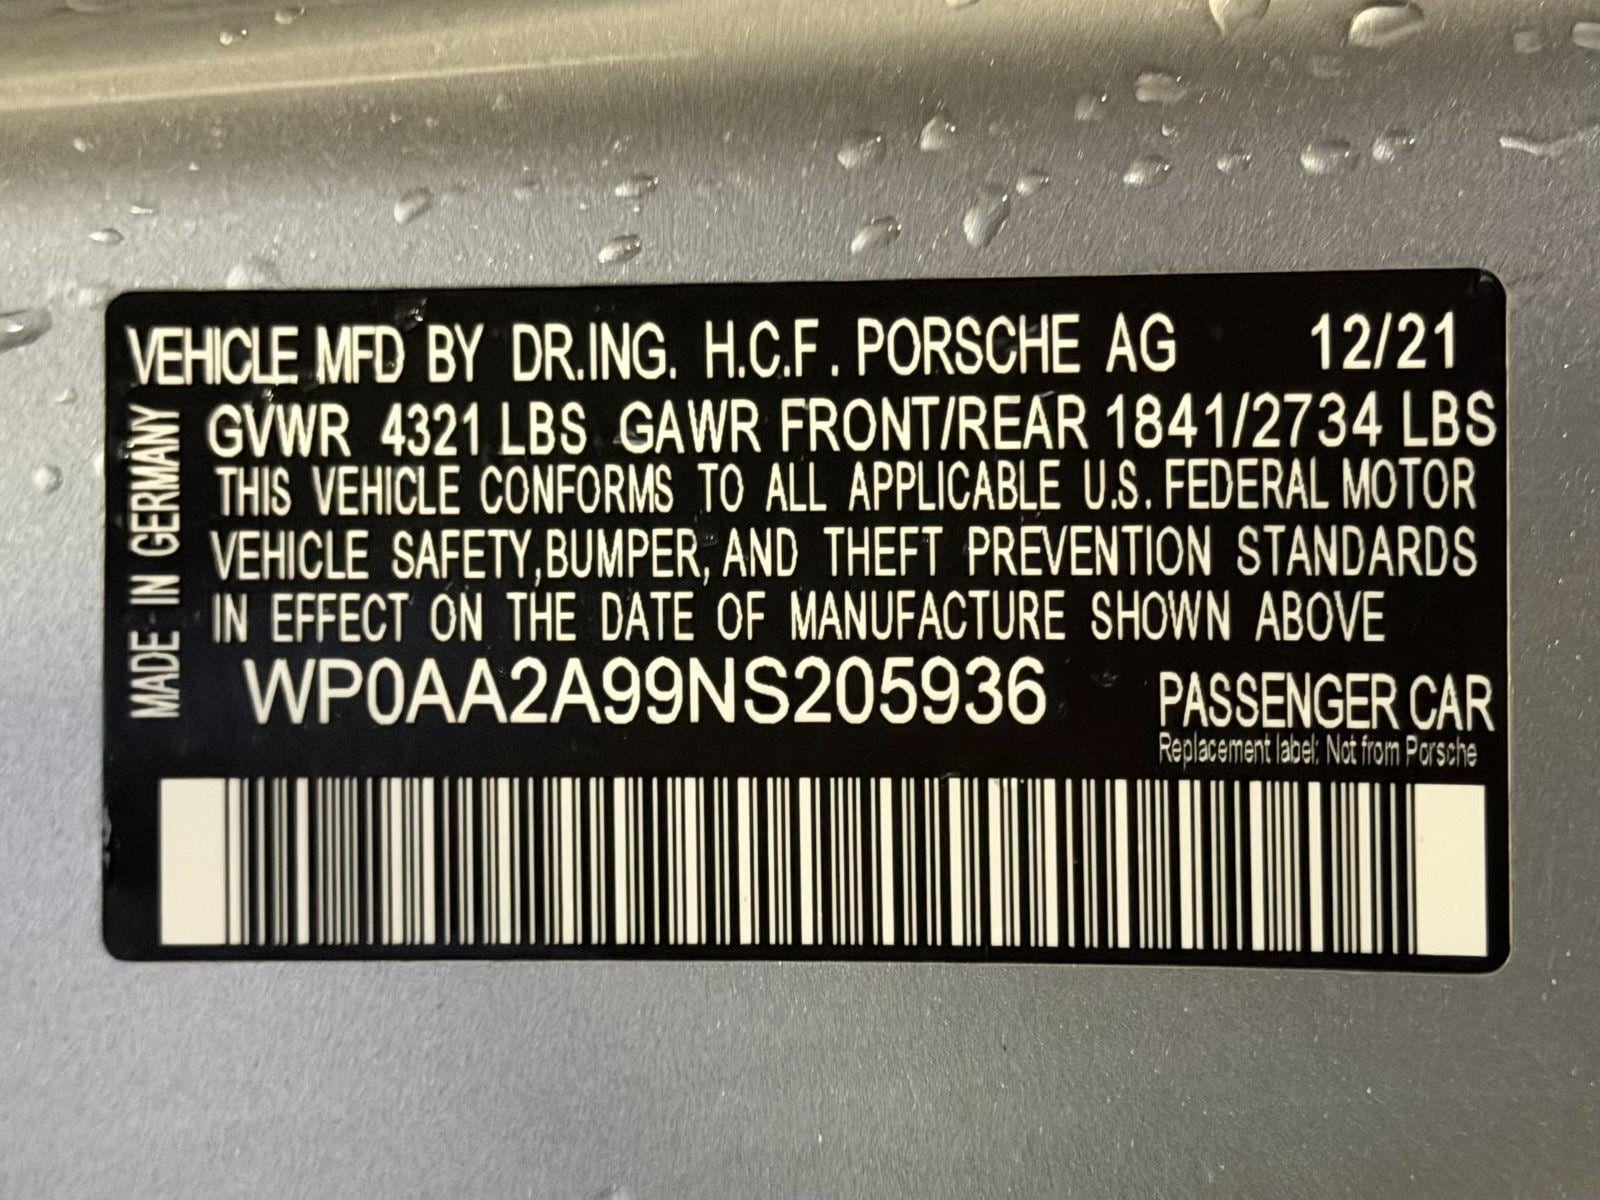 VEHICLE MFD BY DR.ING. H.C.F. PORSCHE AG 12/21
GVWR 4321 LBS GAWR FRONT/REAR 1841/2734 LBS
THIS VEHICLE CONFORMS TO ALL APPLICABLE U.S. FEDERAL MOTOR
VEHICLE SAFETY, BUMPER, AND THEFT PREVENTION STANDARDS
IN EFFECT ON THE DATE OF MANUFACTURE SHOWN ABOVE
WP0AA2A99NS205936
PASSENGER CAR
Replacement label: Not from Porsche
MADE IN GERMANY